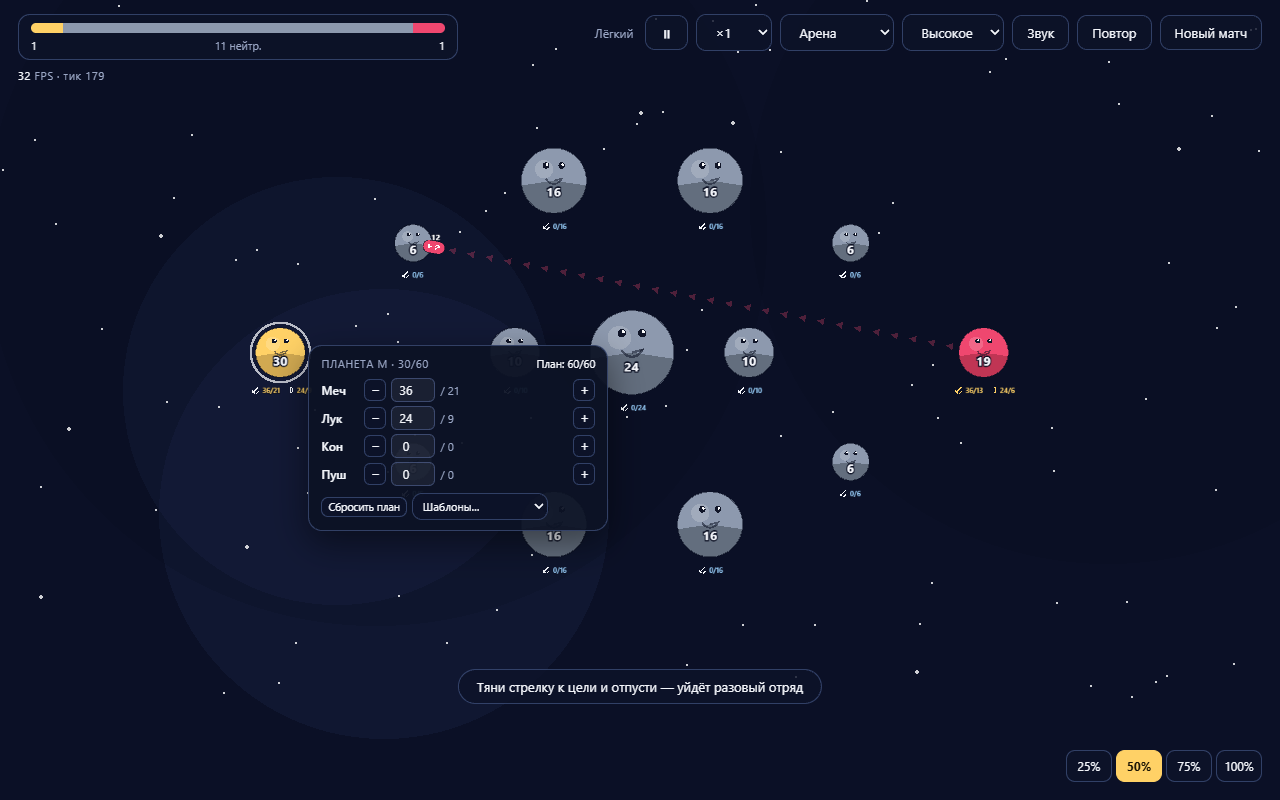 1 11 нейтр. 1
Лёгкий ×1 Арена Высокое Звук Повтор Новый матч
32 FPS · тик 179
16 16
0/16 0/16
6 12 6
0/6 0/6
30 10 24 10 19
36/21 24/ 0/24 0/10 36/13 24/6
ПЛАНЕТА M · 30/60 План: 60/60
Меч − 36 / 21 +
Лук − 24 / 9 +
Кон − 0 / 0 +
Пуш − 0 / 0 +
Сбросить план Шаблоны...
6
0/6
16 16
0/16 0/16
Тяни стрелку к цели и отпусти — уйдёт разовый отряд
25% 50% 75% 100%